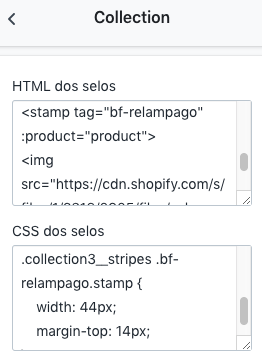 Collection
HTML dos selos
<stamp tag="bf-relampago"
:product="product">
<img
src="https://cdn.shopify.com/s/
CSS dos selos
.collection3__stripes .bf-
relampago.stamp {
width: 44px;
margin-top: 14px;